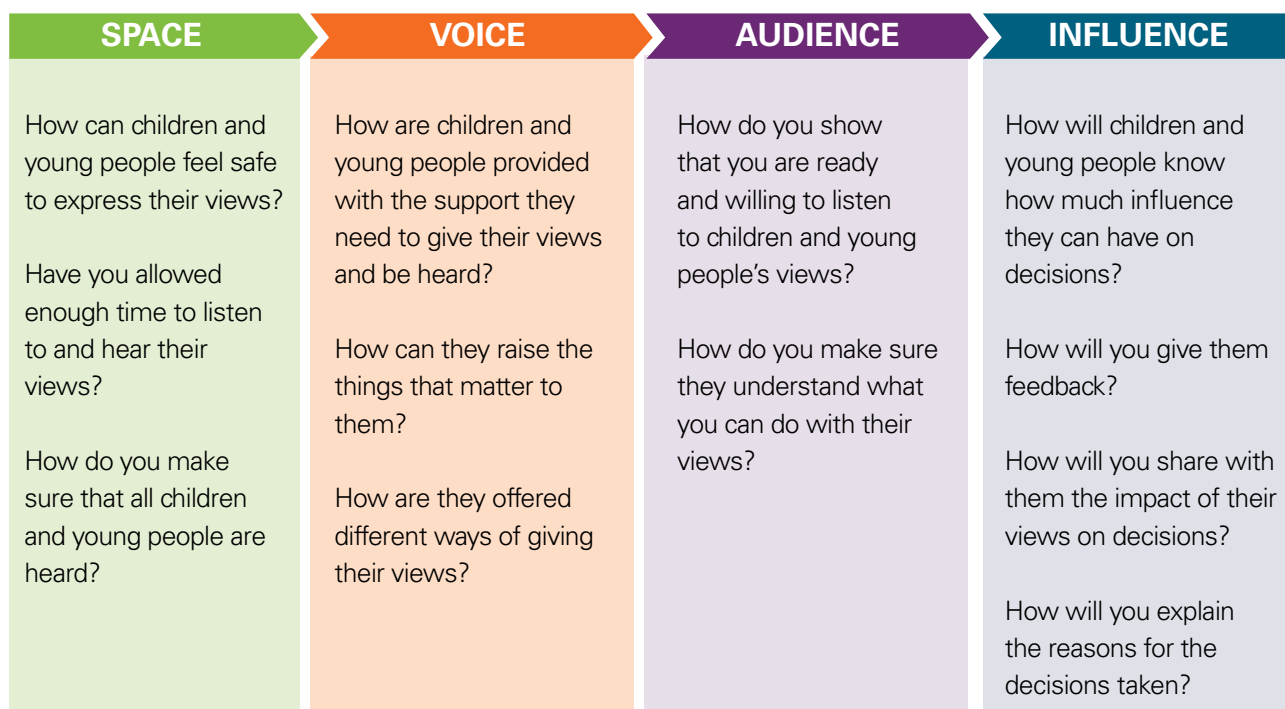 SPACE
How can children and
young people feel safe
to express their views?
Have you allowed
enough time to listen
to and hear their
views?
How do you make
sure that all children
and young people are
heard?
VOICE
How are children and
young people provided
with the support they
need to give their views
and be heard?
How can they raise the
things that matter to
them?
How are they offered
different ways of giving
their views?
AUDIENCE
How do you show
that you are ready
and willing to listen
to children and young
people’s views?
How do you make sure
they understand what
you can do with their
views?
INFLUENCE
How will children and
young people know
how much influence
they can have on
decisions?
How will you give them
feedback?
How will you share with
them the impact of their
views on decisions?
How will you explain
the reasons for the
decisions taken?